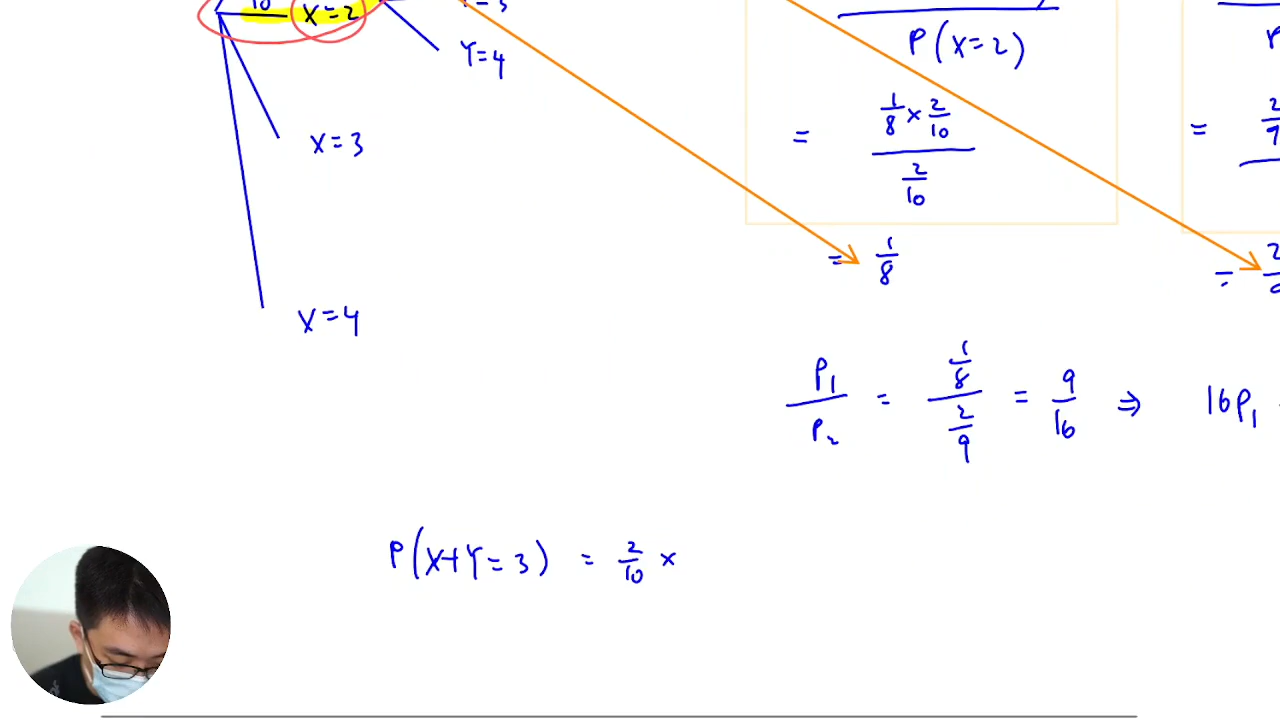 10
X=2
Y=4
X=3
X=4
P(X=2)
= 1/8 × 2/10
2/10
= 1/8
=
P₁/P₂ = (1/8)/(2/9) = 9/16 ⇒ 16P₁
P(X+Y=3) = 2/10 ×